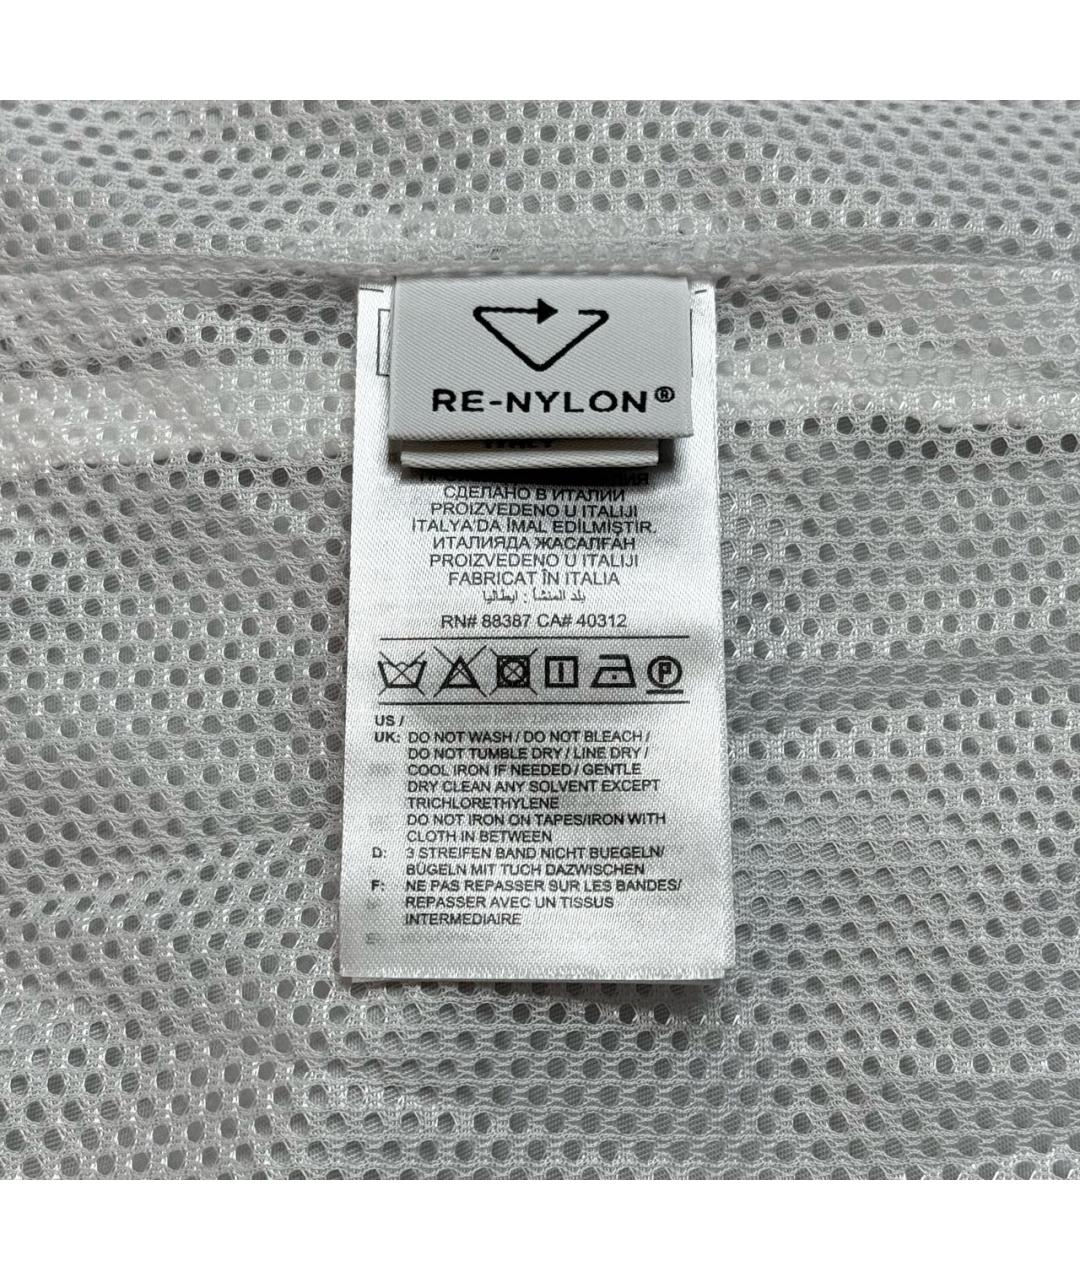 RE-NYLON®
ITALY
СДЕЛАНО В ИТАЛИИ
PROIZVEDENO U ITALIJI
İTALYA'DA İMAL EDİLMİŞTİR.
ИТАЛИЯДА ЖАСАЛҒАН
PROIZVEDENO U ITALIJI
FABRICAT ÎN ITALIA
بلد المنشأ : ايطاليا
RN# 88387 CA# 40312
P
US /
UK: DO NOT WASH / DO NOT BLEACH /
DO NOT TUMBLE DRY / LINE DRY /
COOL IRON IF NEEDED / GENTLE
DRY CLEAN ANY SOLVENT EXCEPT
TRICHLORETHYLENE
DO NOT IRON ON TAPES/IRON WITH
CLOTH IN BETWEEN
D: 3 STREIFEN BAND NICHT BUEGELN/
BÜGELN MIT TUCH DAZWISCHEN
F: NE PAS REPASSER SUR LES BANDES/
REPASSER AVEC UN TISSUS
INTERMEDIAIRE